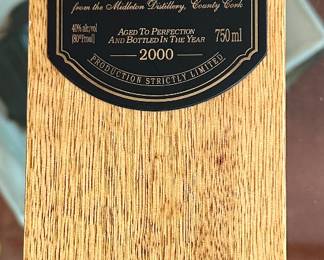 from the Midleton Distillery, County Cork
40% alc/vol
(80° Proof)
AGED TO PERFECTION
AND BOTTLED IN THE YEAR
750 ml
2000
PRODUCTION STRICTLY LIMITED